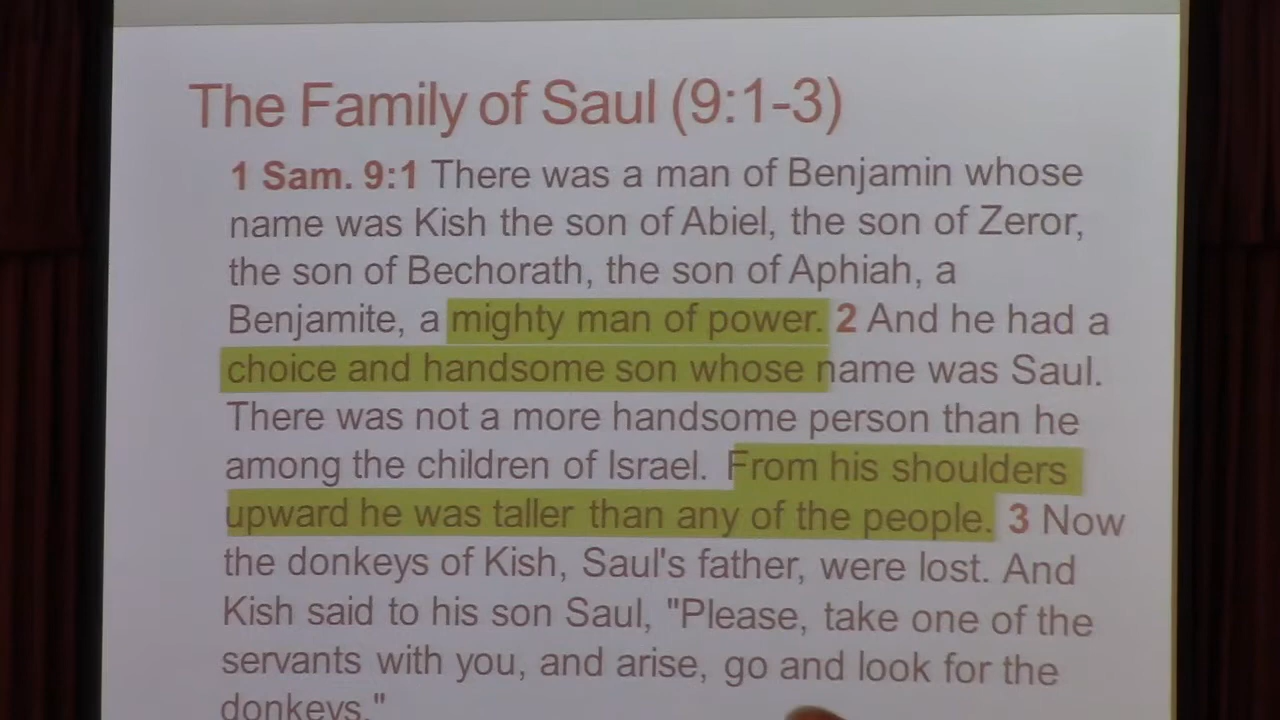 The Family of Saul (9:1-3)
1 Sam. 9:1 There was a man of Benjamin whose
name was Kish the son of Abiel, the son of Zeror,
the son of Bechorath, the son of Aphiah, a
Benjamite, a mighty man of power. 2 And he had a
choice and handsome son whose name was Saul.
There was not a more handsome person than he
among the children of Israel. From his shoulders
upward he was taller than any of the people. 3 Now
the donkeys of Kish, Saul's father, were lost. And
Kish said to his son Saul, "Please, take one of the
servants with you, and arise, go and look for the
donkeys."